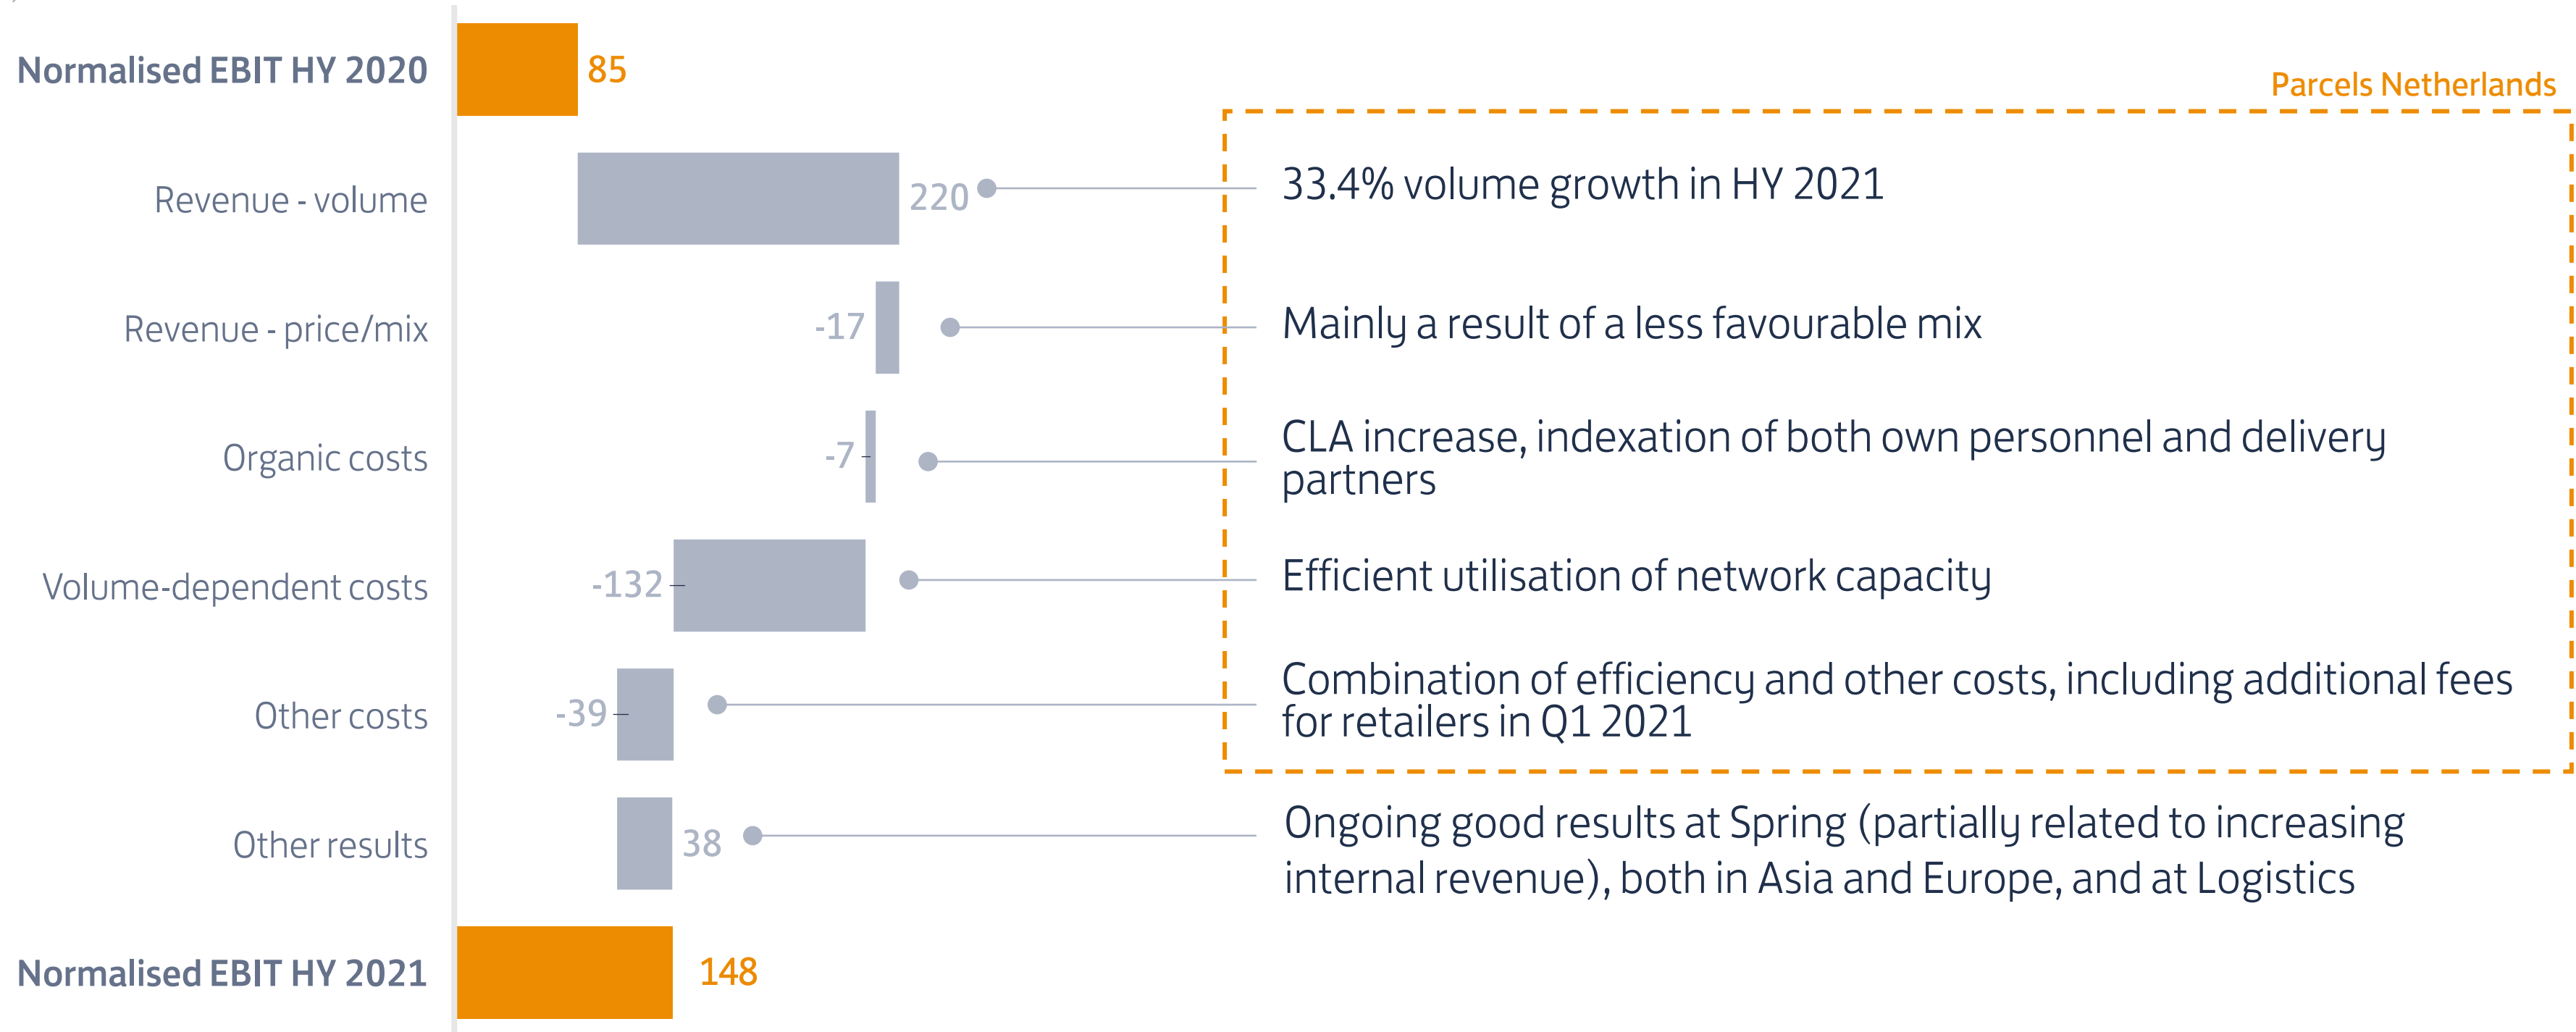 Normalised EBIT HY 2020
85
Parcels Netherlands
Revenue - volume
220
33.4% volume growth in HY 2021
Revenue - price/mix
-17
Mainly a result of a less favourable mix
Organic costs
-7
CLA increase, indexation of both own personnel and delivery
partners
Volume-dependent costs
-132
Efficient utilisation of network capacity
Other costs
-39
Combination of efficiency and other costs, including additional fees
for retailers in Q1 2021
Other results
38
Ongoing good results at Spring (partially related to increasing
internal revenue), both in Asia and Europe, and at Logistics
Normalised EBIT HY 2021
148